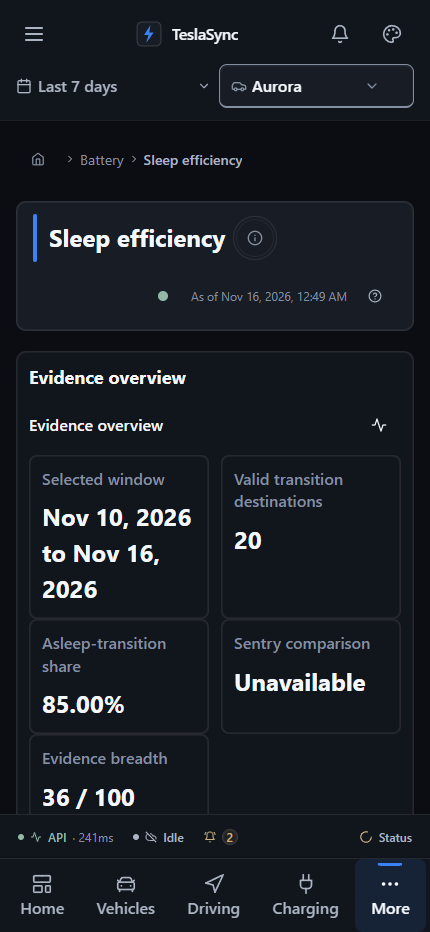 TeslaSync
Last 7 days
Aurora
Battery
Sleep efficiency
Sleep efficiency
As of Nov 16, 2026, 12:49 AM
Evidence overview
Evidence overview
Selected window
Nov 10, 2026
to Nov 16,
2026
Valid transition
destinations
20
Asleep-transition
share
85.00%
Sentry comparison
Unavailable
Evidence breadth
36 / 100
API · 241ms
Idle
2
Status
Home
Vehicles
Driving
Charging
More